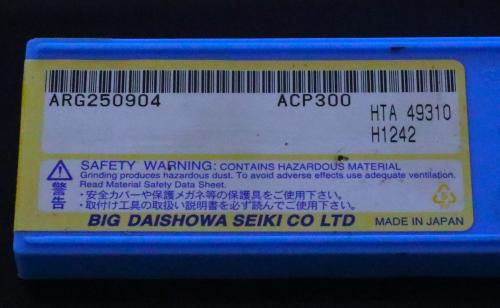 ARG250904 ACP300
HTA 49310
H1242
SAFETY WARNING: CONTAINS HAZARDOUS MATERIAL
Grinding produces hazardous dust. To avoid adverse effects use adequate ventilation.
Read Material Safety Data Sheet.
警告
・安全カバーや保護メガネ等の保護具をご使用下さい。
・取付け工具の取扱い説明書を必ず読んでご使用下さい。
BIG DAISHOWA SEIKI CO LTD MADE IN JAPAN